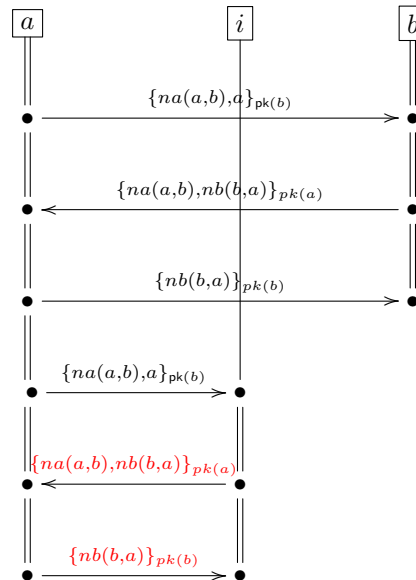 a i b
{na(a,b),a}pk(b)
{na(a,b),nb(b,a)}pk(a)
{nb(b,a)}pk(b)
{na(a,b),a}pk(b)
{na(a,b),nb(b,a)}pk(a)
{nb(b,a)}pk(b)